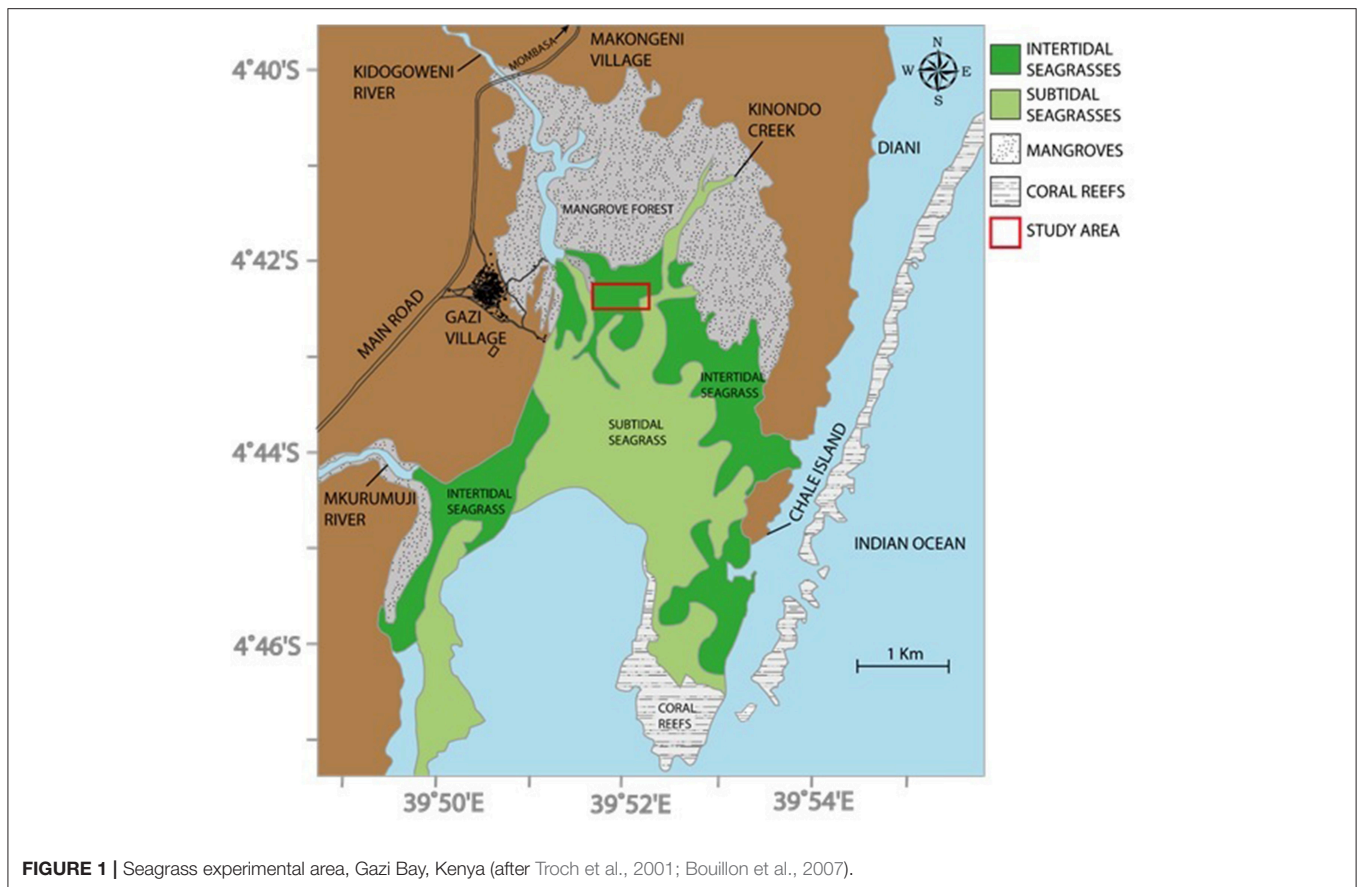 4°40'S
4°42'S
4°44'S
4°46'S
39°50'E
39°52'E
39°54'E
KIDOGOWENI
RIVER
MOMBASA
MAKONGENI
VILLAGE
KINONDO
CREEK
N
W
E
S
DIANI
MANGROVE FOREST
MAIN ROAD
GAZI
VILLAGE
INTERTIDAL
SEAGRASS
SUBTIDAL
SEAGRASS
MKURUMUJI
RIVER
INTERTIDAL
SEAGRASS
CHALE ISLAND
INDIAN OCEAN
1 Km
CORAL
REEFS
INTERTIDAL
SEAGRASSES
SUBTIDAL
SEAGRASSES
MANGROVES
CORAL REEFS
STUDY AREA
FIGURE 1 | Seagrass experimental area, Gazi Bay, Kenya (after Troch et al., 2001; Bouillon et al., 2007).